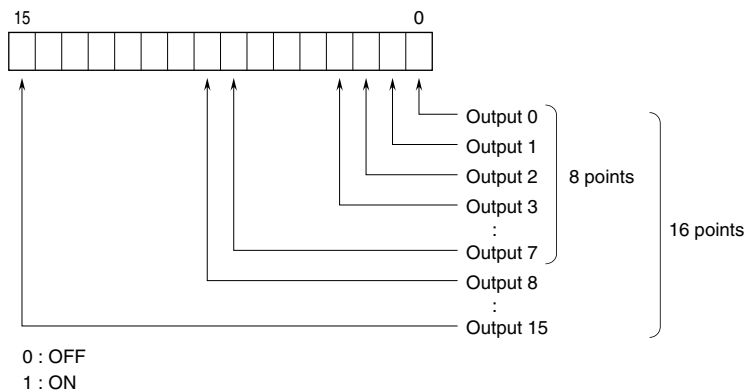 15 0
Output 0
Output 1
Output 2
8 points
Output 3
:
16 points
Output 7
Output 8
:
Output 15
0 : OFF
1 : ON